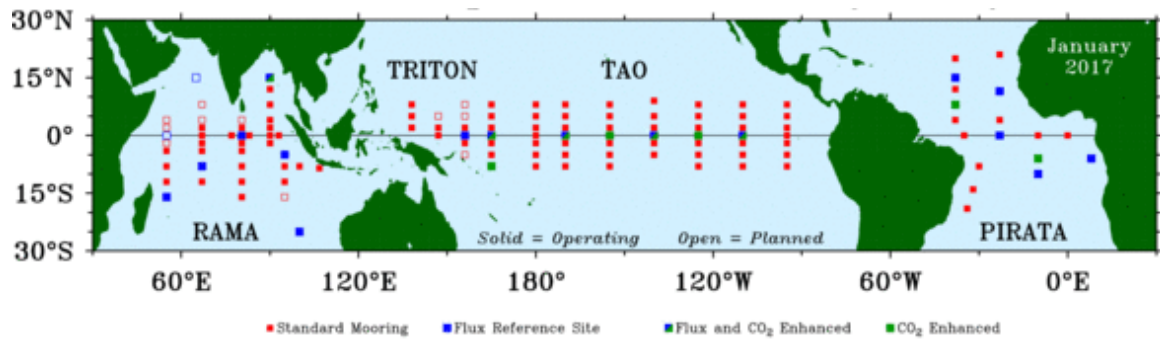 30°N
15°N
0°
15°S
30°S
TRITON
TAO
January
2017
RAMA
Solid = Operating Open = Planned
PIRATA
60°E 120°E 180° 120°W 60°W 0°E
Standard Mooring Flux Reference Site Flux and CO₂ Enhanced CO₂ Enhanced